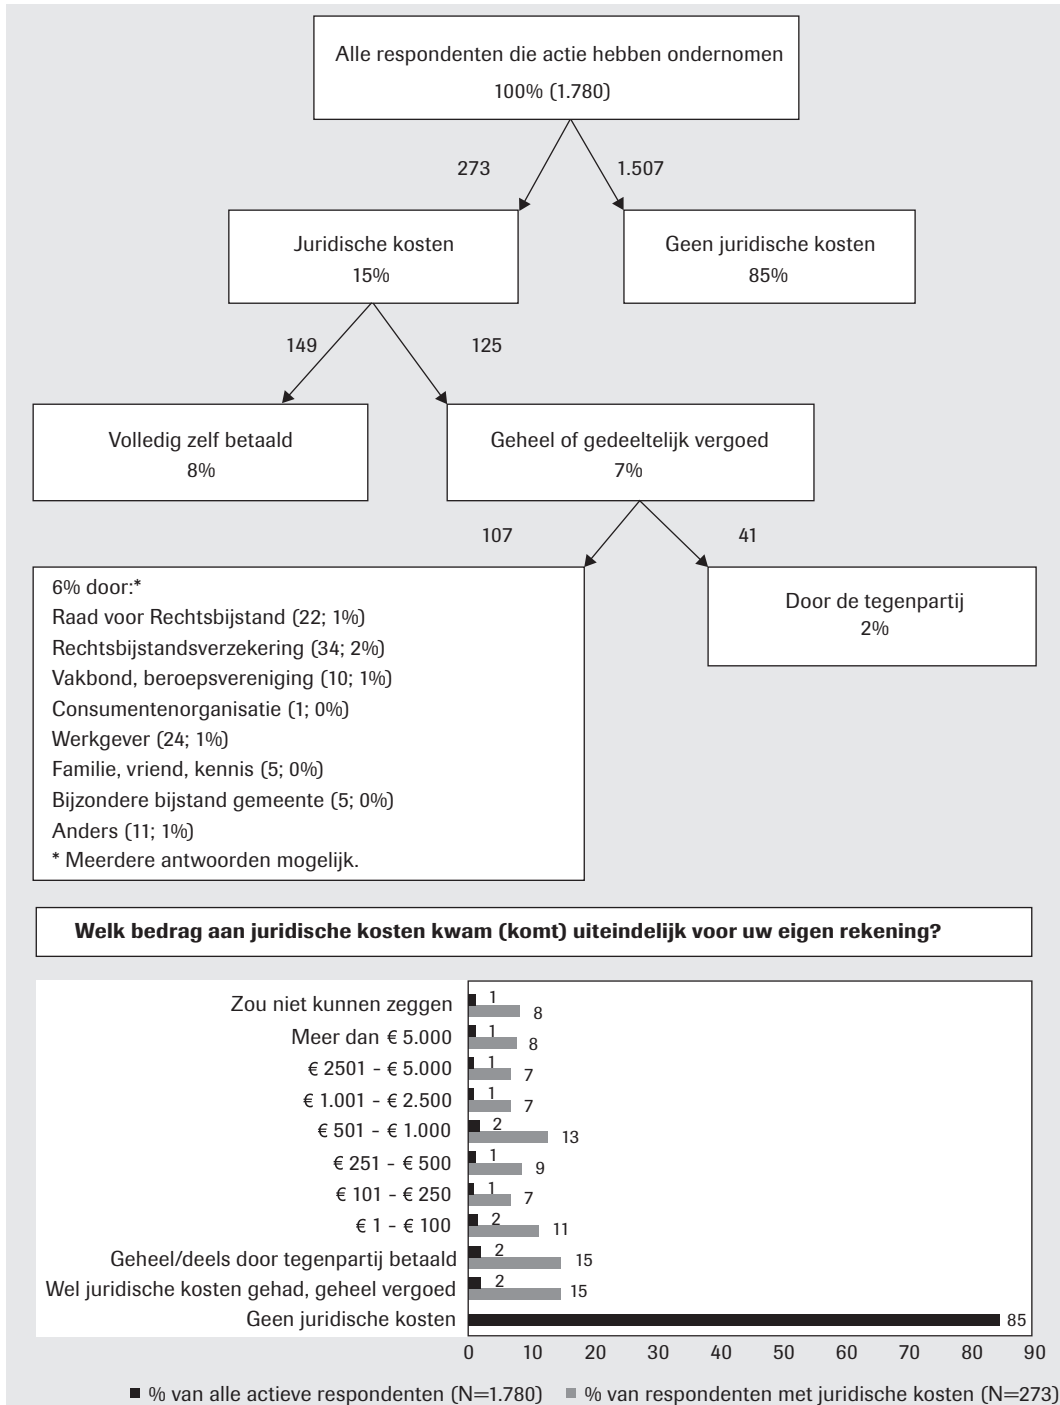 Alle respondenten die actie hebben ondernomen
100% (1.780)
273
1.507
Juridische kosten
15%
Geen juridische kosten
85%
149
125
Volledig zelf betaald
8%
Geheel of gedeeltelijk vergoed
7%
107
41
6% door:*
Raad voor Rechtsbijstand (22; 1%)
Rechtsbijstandsverzekering (34; 2%)
Vakbond, beroepsvereniging (10; 1%)
Consumentenorganisatie (1; 0%)
Werkgever (24; 1%)
Familie, vriend, kennis (5; 0%)
Bijzondere bijstand gemeente (5; 0%)
Anders (11; 1%)
* Meerdere antwoorden mogelijk.
Door de tegenpartij
2%
Welk bedrag aan juridische kosten kwam (komt) uiteindelijk voor uw eigen rekening?
Zou niet kunnen zeggen 1 8
Meer dan € 5.000 1 8
€ 2501 - € 5.000 1 7
€ 1.001 - € 2.500 1 7
€ 501 - € 1.000 2 13
€ 251 - € 500 1 9
€ 101 - € 250 1 7
€ 1 - € 100 2 11
Geheel/deels door tegenpartij betaald 2 15
Wel juridische kosten gehad, geheel vergoed 2 15
Geen juridische kosten 85
0 10 20 30 40 50 60 70 80 90
% van alle actieve respondenten (N=1.780) % van respondenten met juridische kosten (N=273)